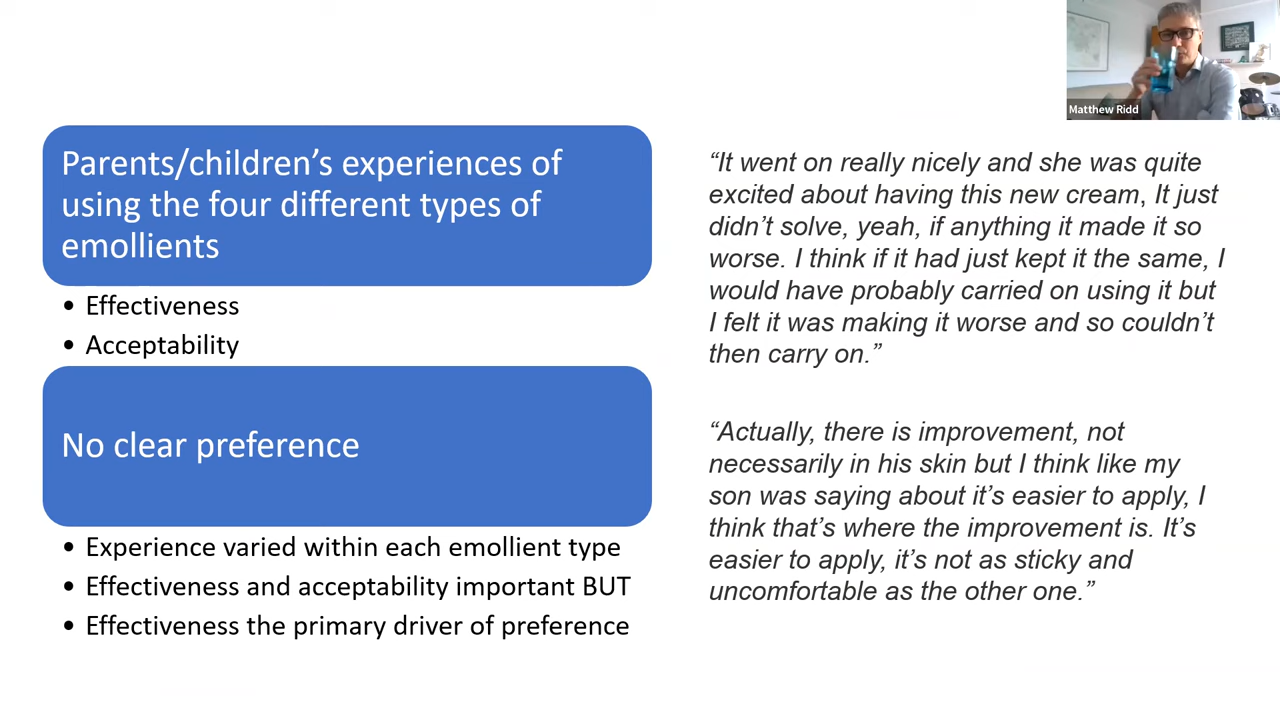 Matthew Ridd
Parents/children’s experiences of
using the four different types of
emollients
• Effectiveness
• Acceptability
No clear preference
• Experience varied within each emollient type
• Effectiveness and acceptability important BUT
• Effectiveness the primary driver of preference
“It went on really nicely and she was quite
excited about having this new cream, It just
didn’t solve, yeah, if anything it made it so
worse. I think if it had just kept it the same, I
would have probably carried on using it but
I felt it was making it worse and so couldn’t
then carry on.”
“Actually, there is improvement, not
necessarily in his skin but I think like my
son was saying about it’s easier to apply, I
think that’s where the improvement is. It’s
easier to apply, it’s not as sticky and
uncomfortable as the other one.”